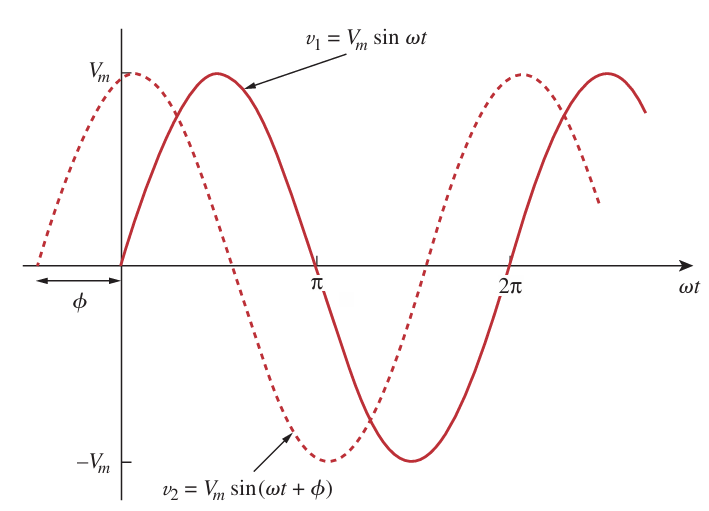 v₁ = Vₘ sin ωt
Vₘ
π
2π
ωt
ϕ
−Vₘ
v₂ = Vₘ sin(ωt + ϕ)